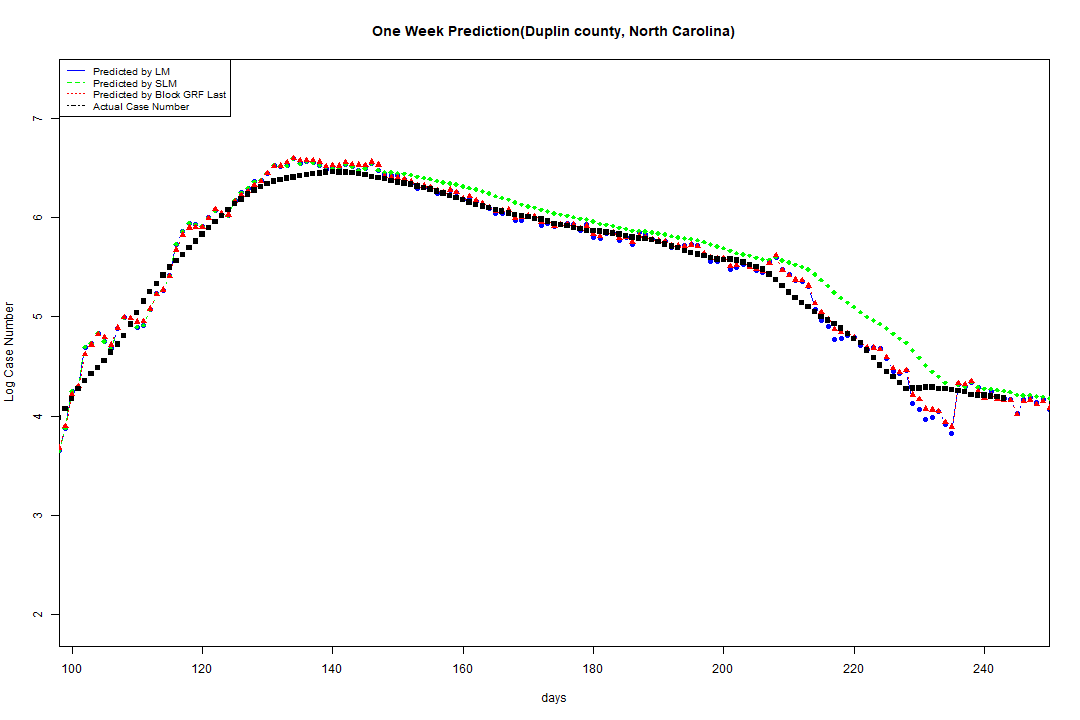 One Week Prediction(Duplin county, North Carolina)
Predicted by LM
Predicted by SLM
Predicted by Block GRF Last
Actual Case Number
Log Case Number
7
6
5
4
3
2
100 120 140 160 180 200 220 240
days